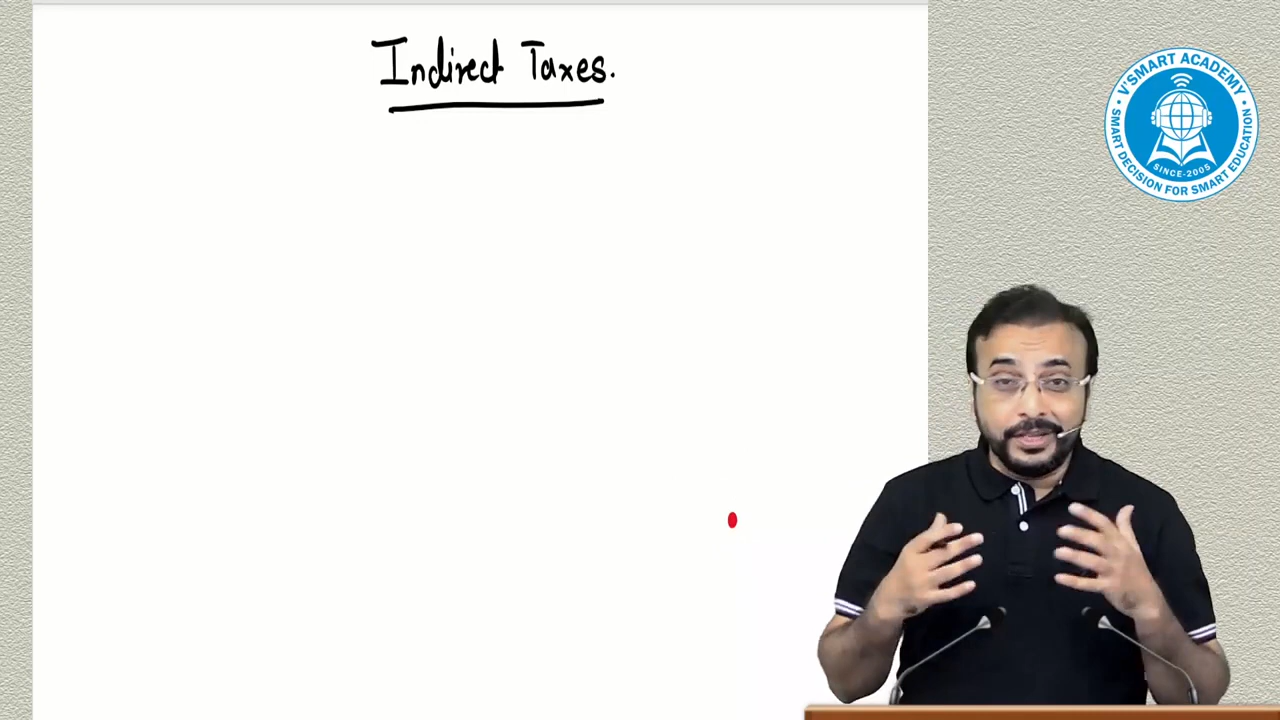 Indirect Taxes.
V'SMART ACADEMY
SINCE-2005
SMART DECISION FOR SMART EDUCATION